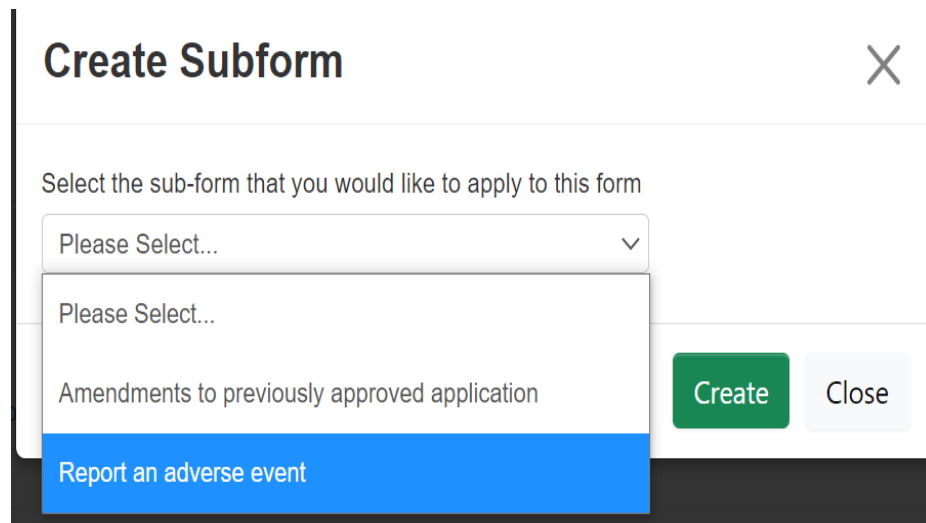 Create Subform
Select the sub-form that you would like to apply to this form
Please Select...
Please Select...
Amendments to previously approved application
Report an adverse event
Create
Close